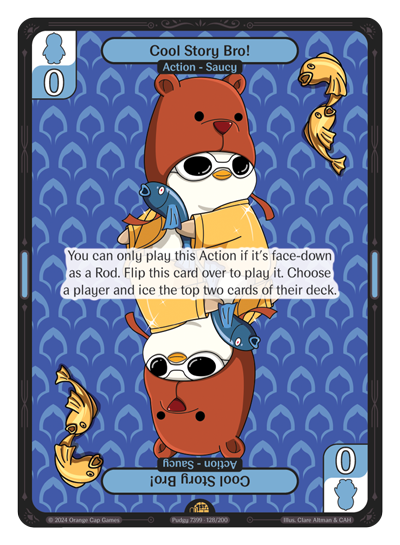 0
Cool Story Bro!
Action - Saucy
You can only play this Action if it's face-down
as a Rod. Flip this card over to play it. Choose
a player and ice the top two cards of their deck.
Action - Saucy
Cool Story Bro!
0
© 2024 Orange Cap Games
Pudgy 7399 · 128/200
Illus. Clare Altman & CAH